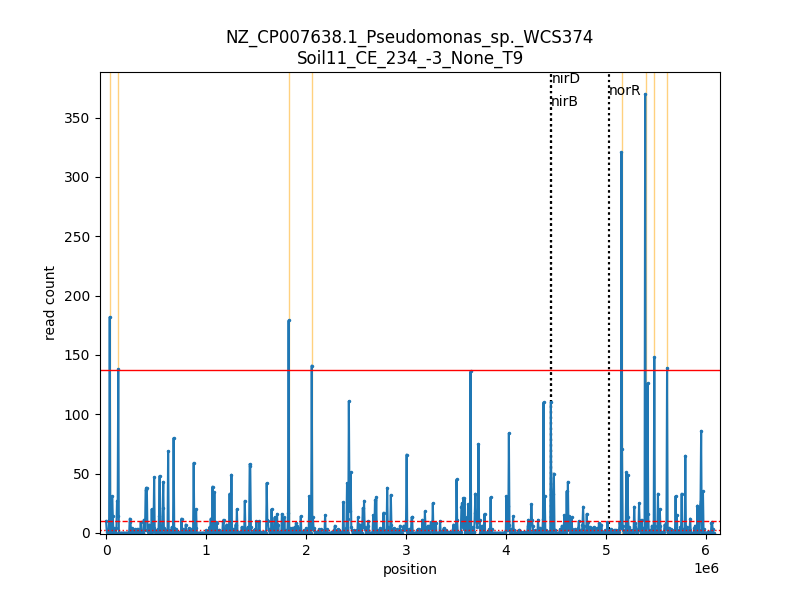 NZ_CP007638.1_Pseudomonas_sp._WCS374
Soil11_CE_234_-3_None_T9
nirD
norR
nirB
350
300
250
200
150
100
50
0
read count
0 1 2 3 4 5 6
1e6
position